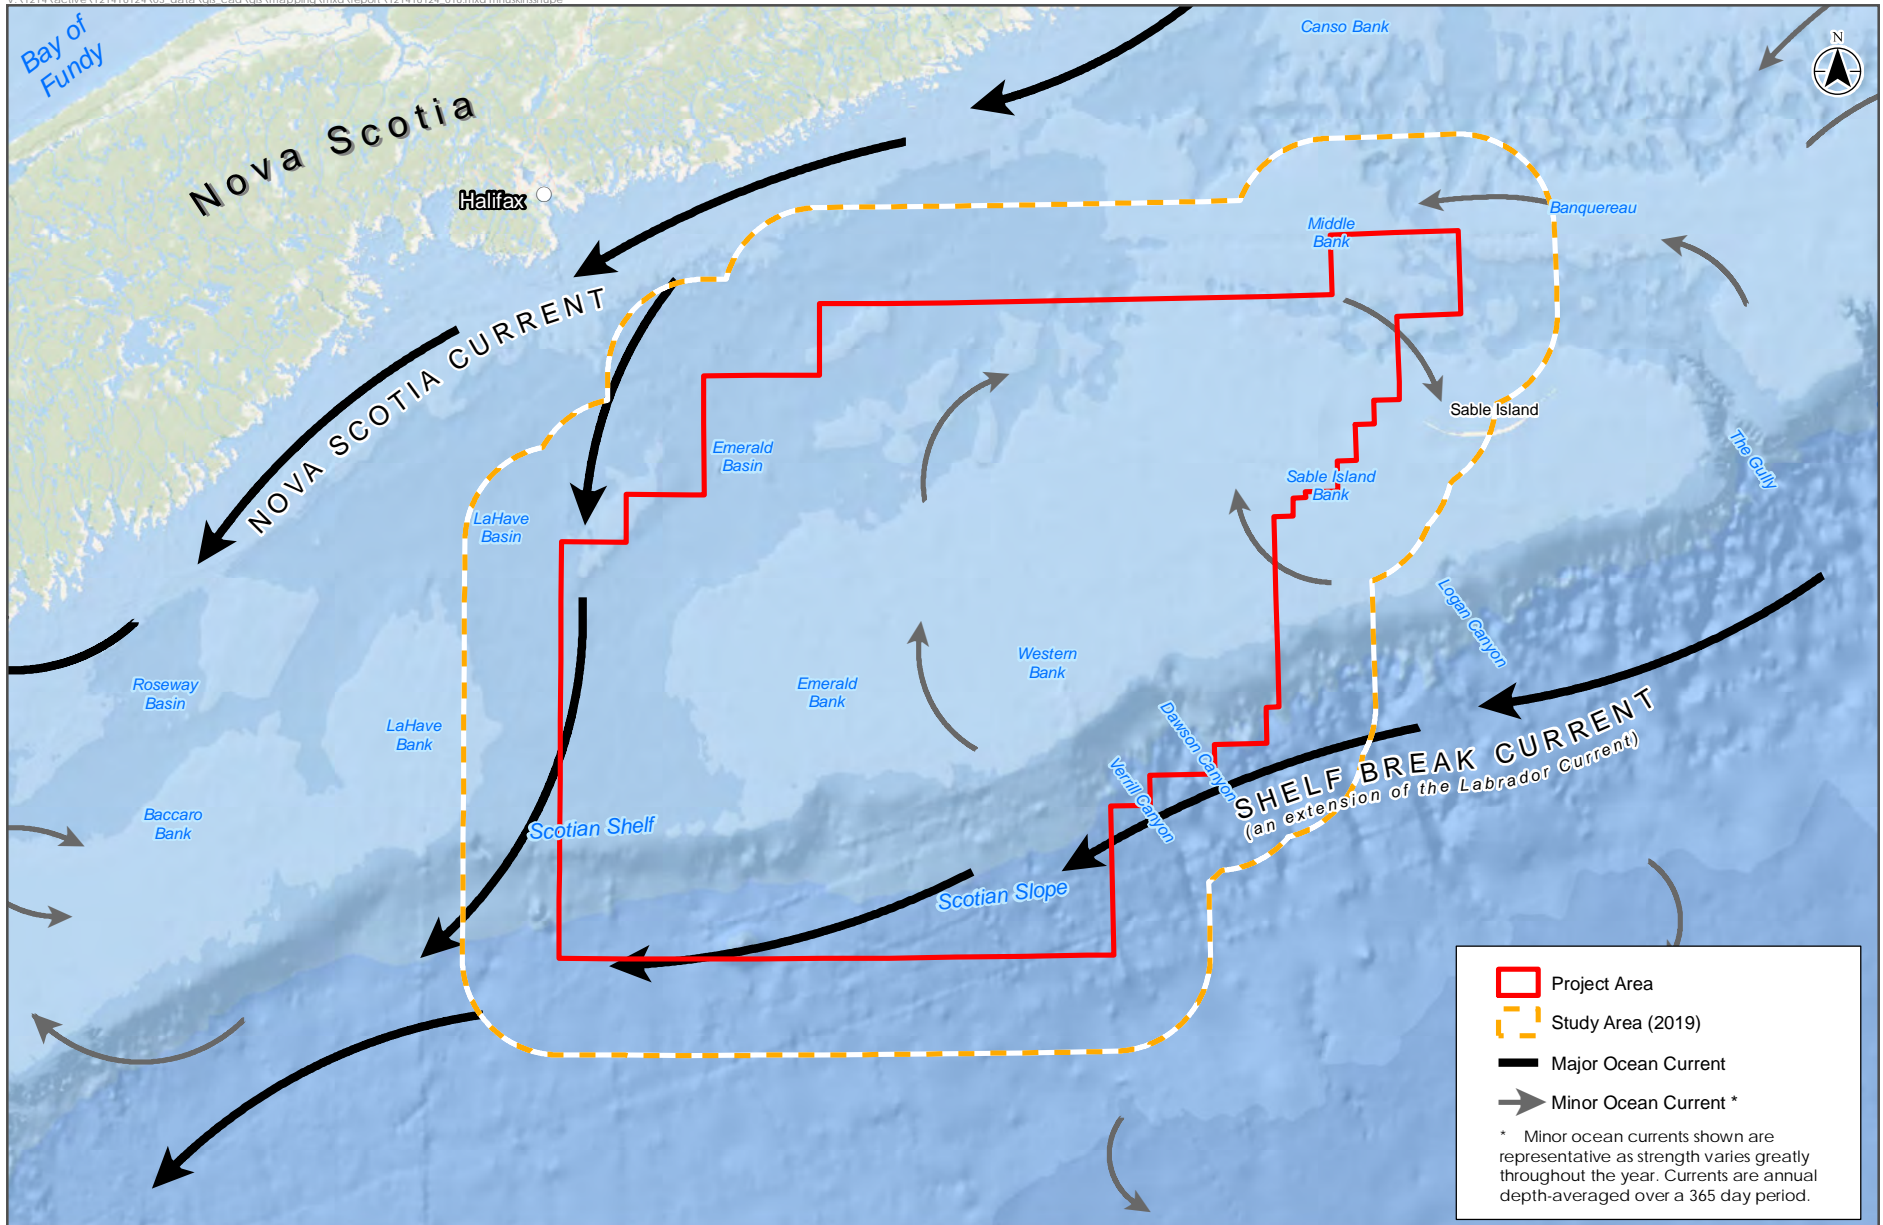 Canso Bank
N
Bay of
Fundy
Nova Scotia
Halifax
Middle
Bank
Banquereau
NOVA SCOTIA CURRENT
Sable Island
Emerald
Basin
The Gully
Sable Island
Bank
LaHave
Basin
Logan Canyon
Western
Bank
Roseway
Basin
Emerald
Bank
LaHave
Bank
Dawson Canyon
Verrill Canyon
SHELF BREAK CURRENT
(an extension of the Labrador Current)
Baccaro
Bank
Scotian Shelf
Scotian Slope
Project Area
Study Area (2019)
Major Ocean Current
Minor Ocean Current *
* Minor ocean currents shown are
representative as strength varies greatly
throughout the year. Currents are annual
depth-averaged over a 365 day period.